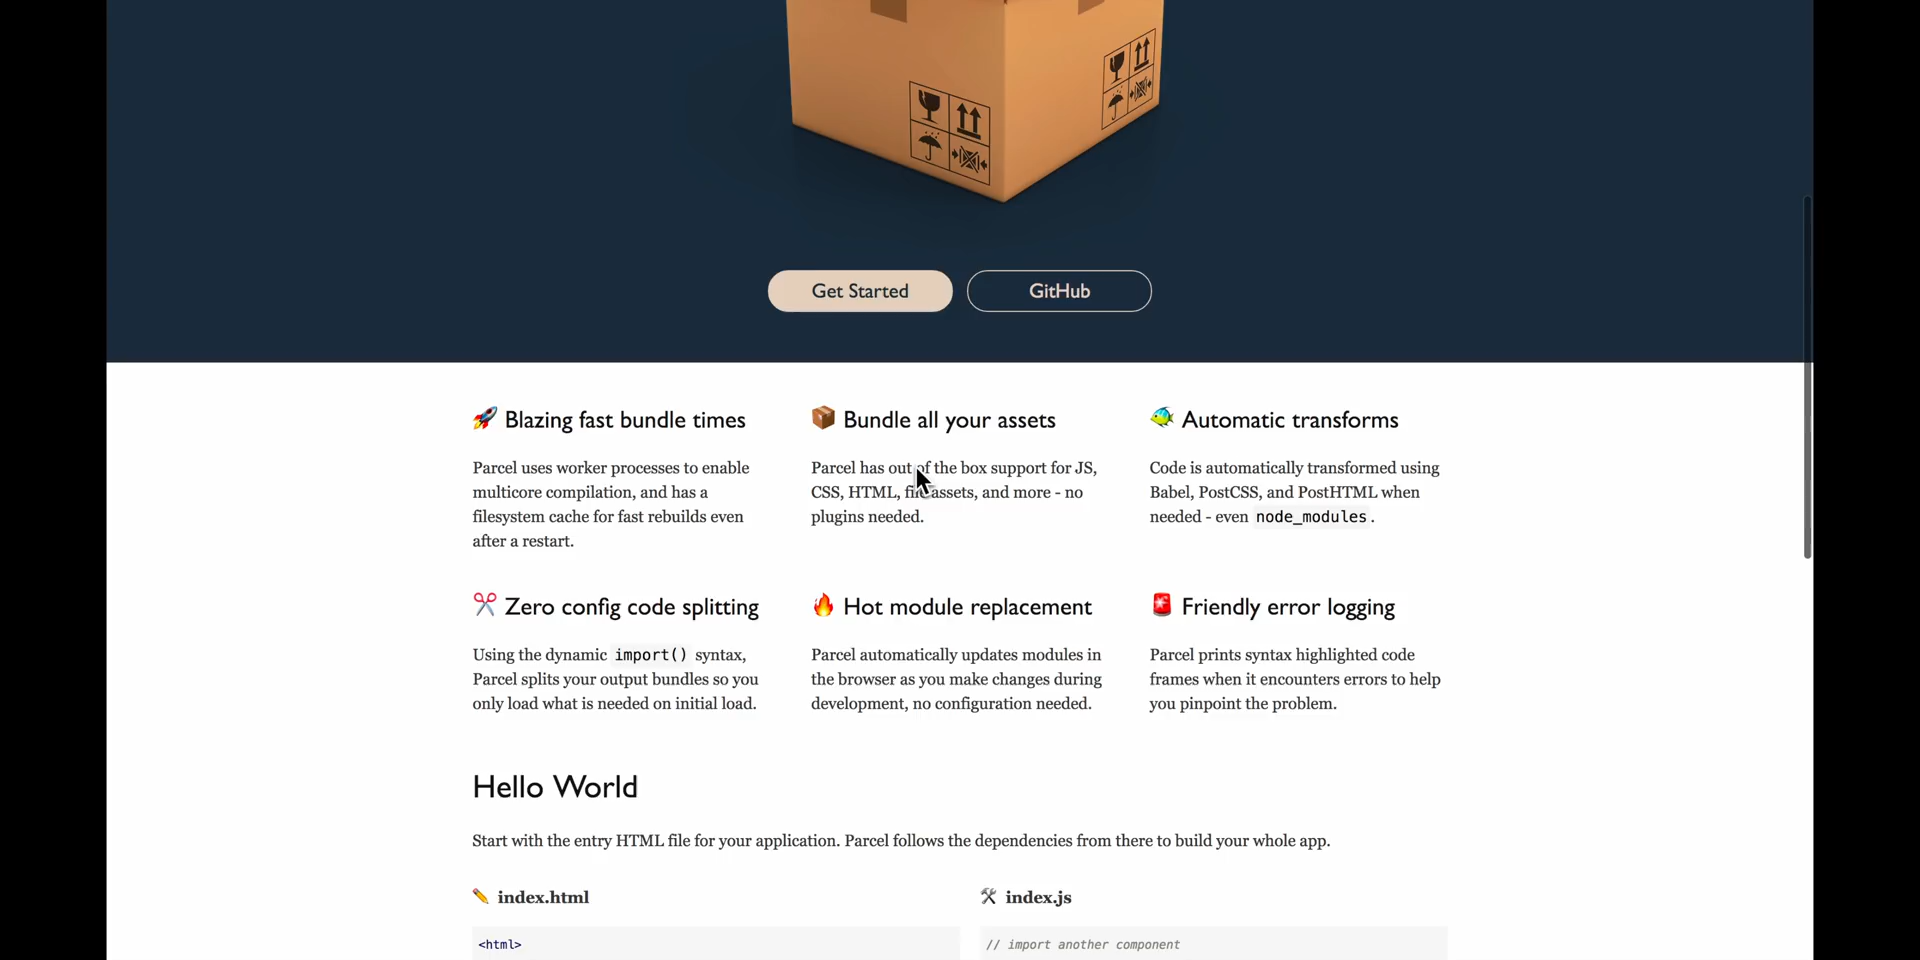 Get Started
GitHub
🚀 Blazing fast bundle times
Parcel uses worker processes to enable
multicore compilation, and has a
filesystem cache for fast rebuilds even
after a restart.
📦 Bundle all your assets
Parcel has out of the box support for JS,
CSS, HTML, file assets, and more - no
plugins needed.
🐠 Automatic transforms
Code is automatically transformed using
Babel, PostCSS, and PostHTML when
needed - even node_modules.
✂️ Zero config code splitting
Using the dynamic import() syntax,
Parcel splits your output bundles so you
only load what is needed on initial load.
🔥 Hot module replacement
Parcel automatically updates modules in
the browser as you make changes during
development, no configuration needed.
🚨 Friendly error logging
Parcel prints syntax highlighted code
frames when it encounters errors to help
you pinpoint the problem.
Hello World
Start with the entry HTML file for your application. Parcel follows the dependencies from there to build your whole app.
✏️ index.html
<html>
🛠 index.js
// import another component